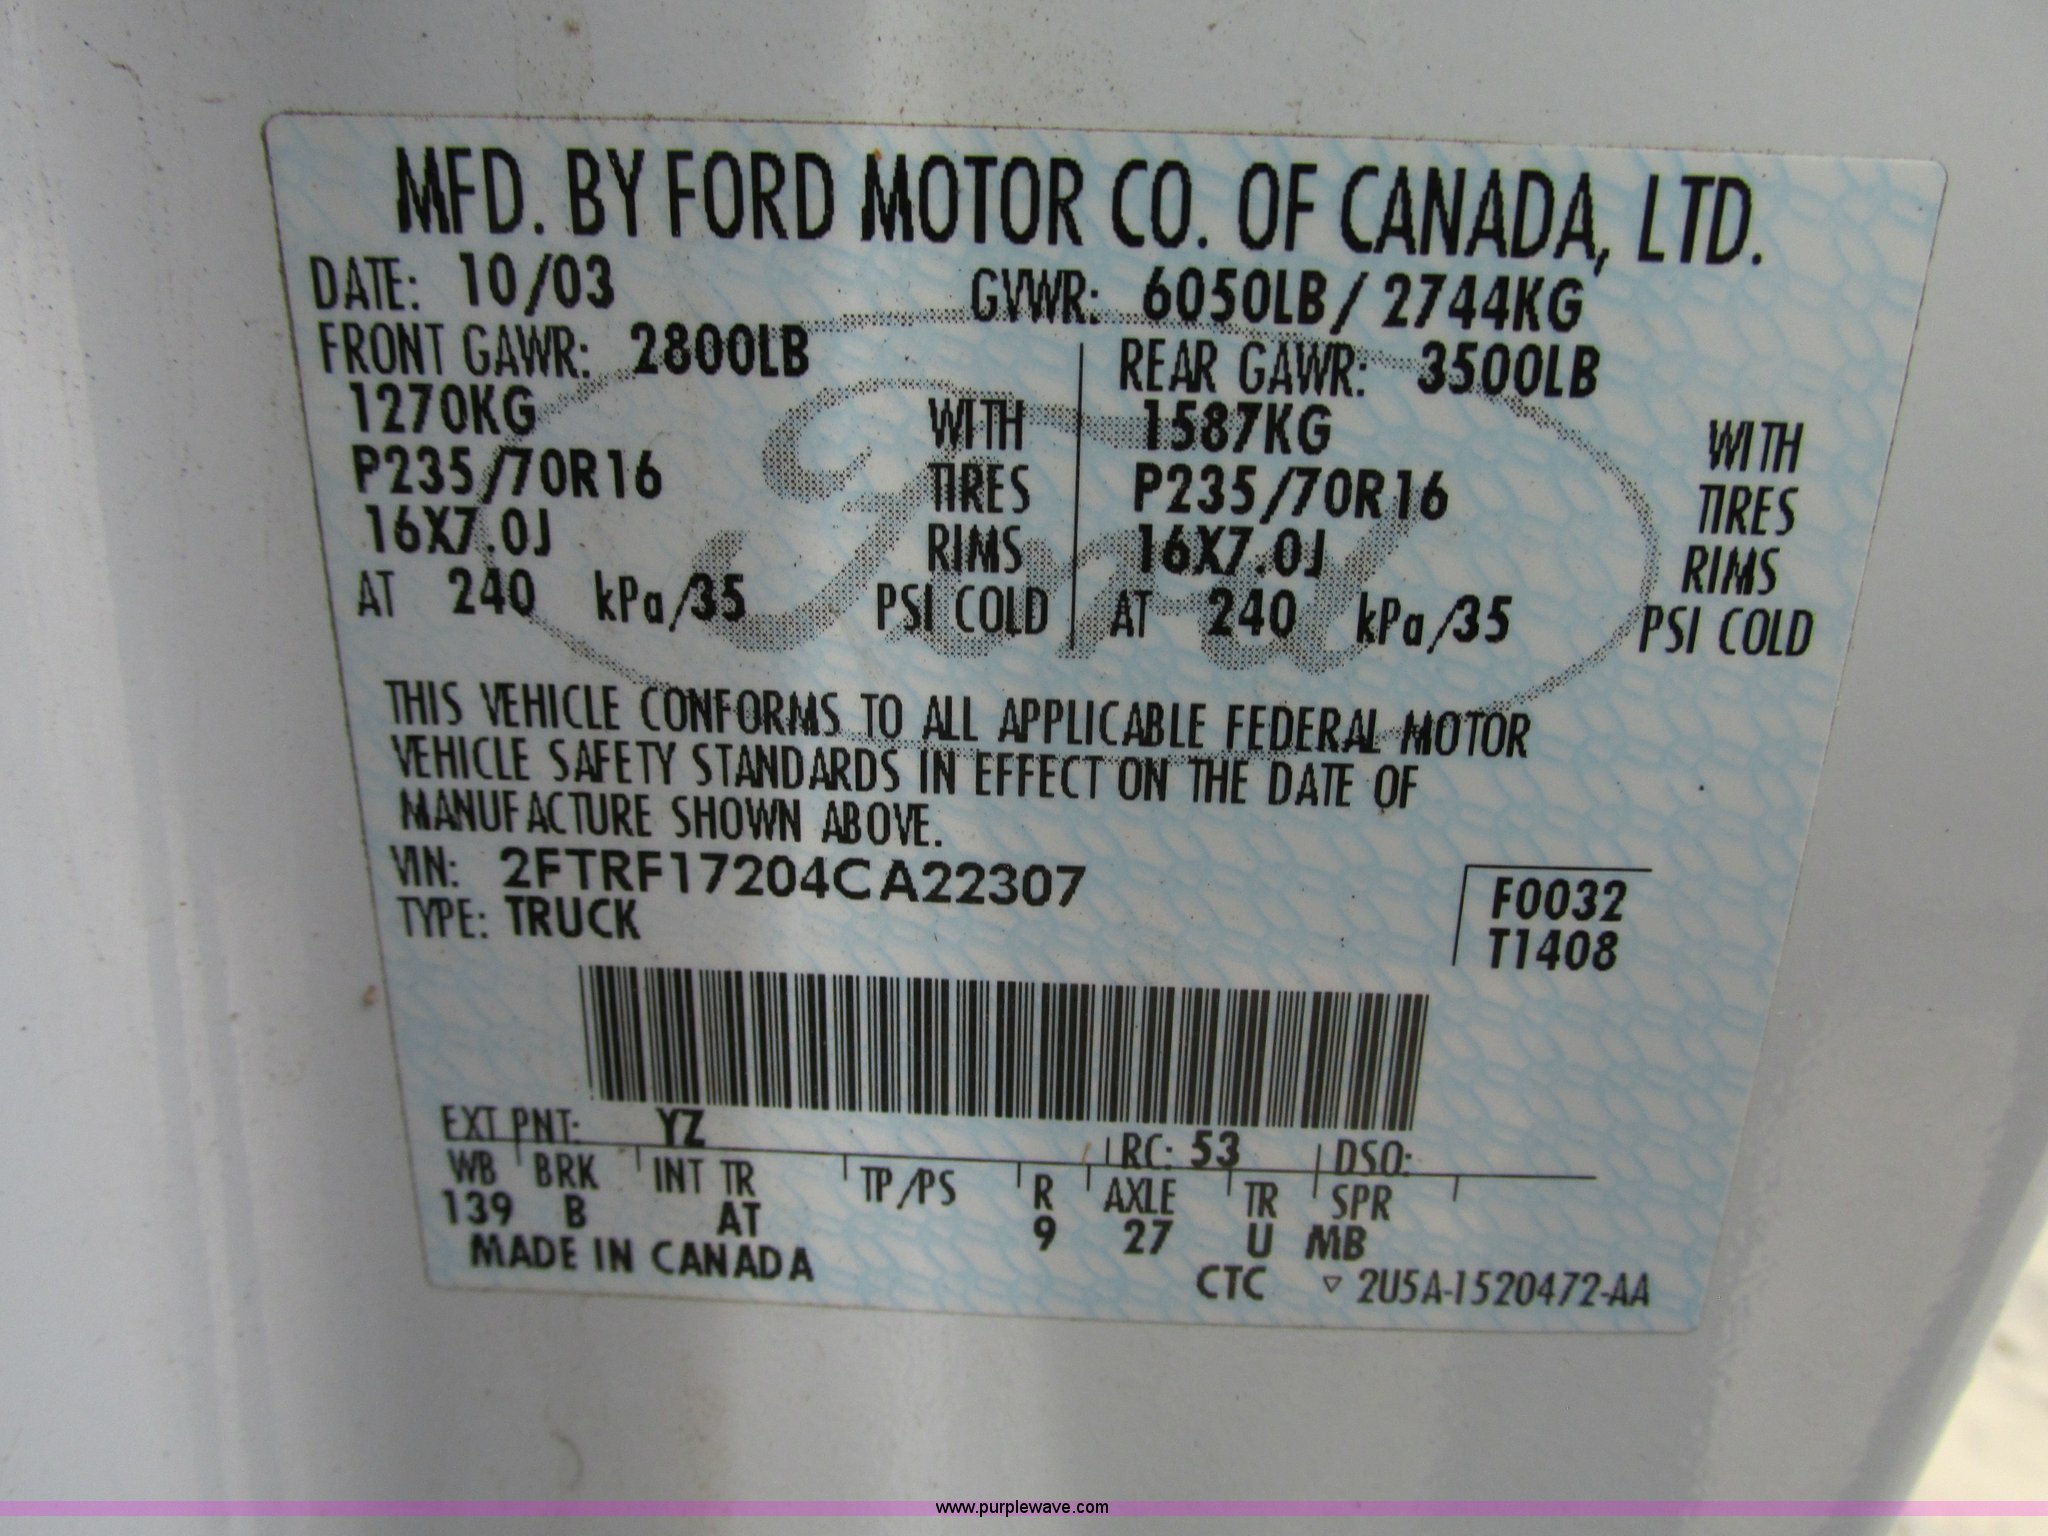 MFD. BY FORD MOTOR CO. OF CANADA, LTD.
DATE: 10/03 GVWR: 6050LB / 2744KG
FRONT GAWR: 2800LB REAR GAWR: 3500LB
1270KG WITH 1587KG WITH
P235/70R16 TIRES P235/70R16 TIRES
16X7.0J RIMS 16X7.0J RIMS
AT 240 kPa/35 PSI COLD AT 240 kPa/35 PSI COLD
Ford
THIS VEHICLE CONFORMS TO ALL APPLICABLE FEDERAL MOTOR
VEHICLE SAFETY STANDARDS IN EFFECT ON THE DATE OF
MANUFACTURE SHOWN ABOVE.
VIN: 2FTRF17204CA22307 F0032
TYPE: TRUCK T1408
EXT PNT: YZ RC: 53 DSO:
WB BRK INT TR TP/PS R AXLE TR SPR
139 B AT 9 27 U MB
MADE IN CANADA
CTC ▽ 2U5A-1520472-AA
www.purplewave.com